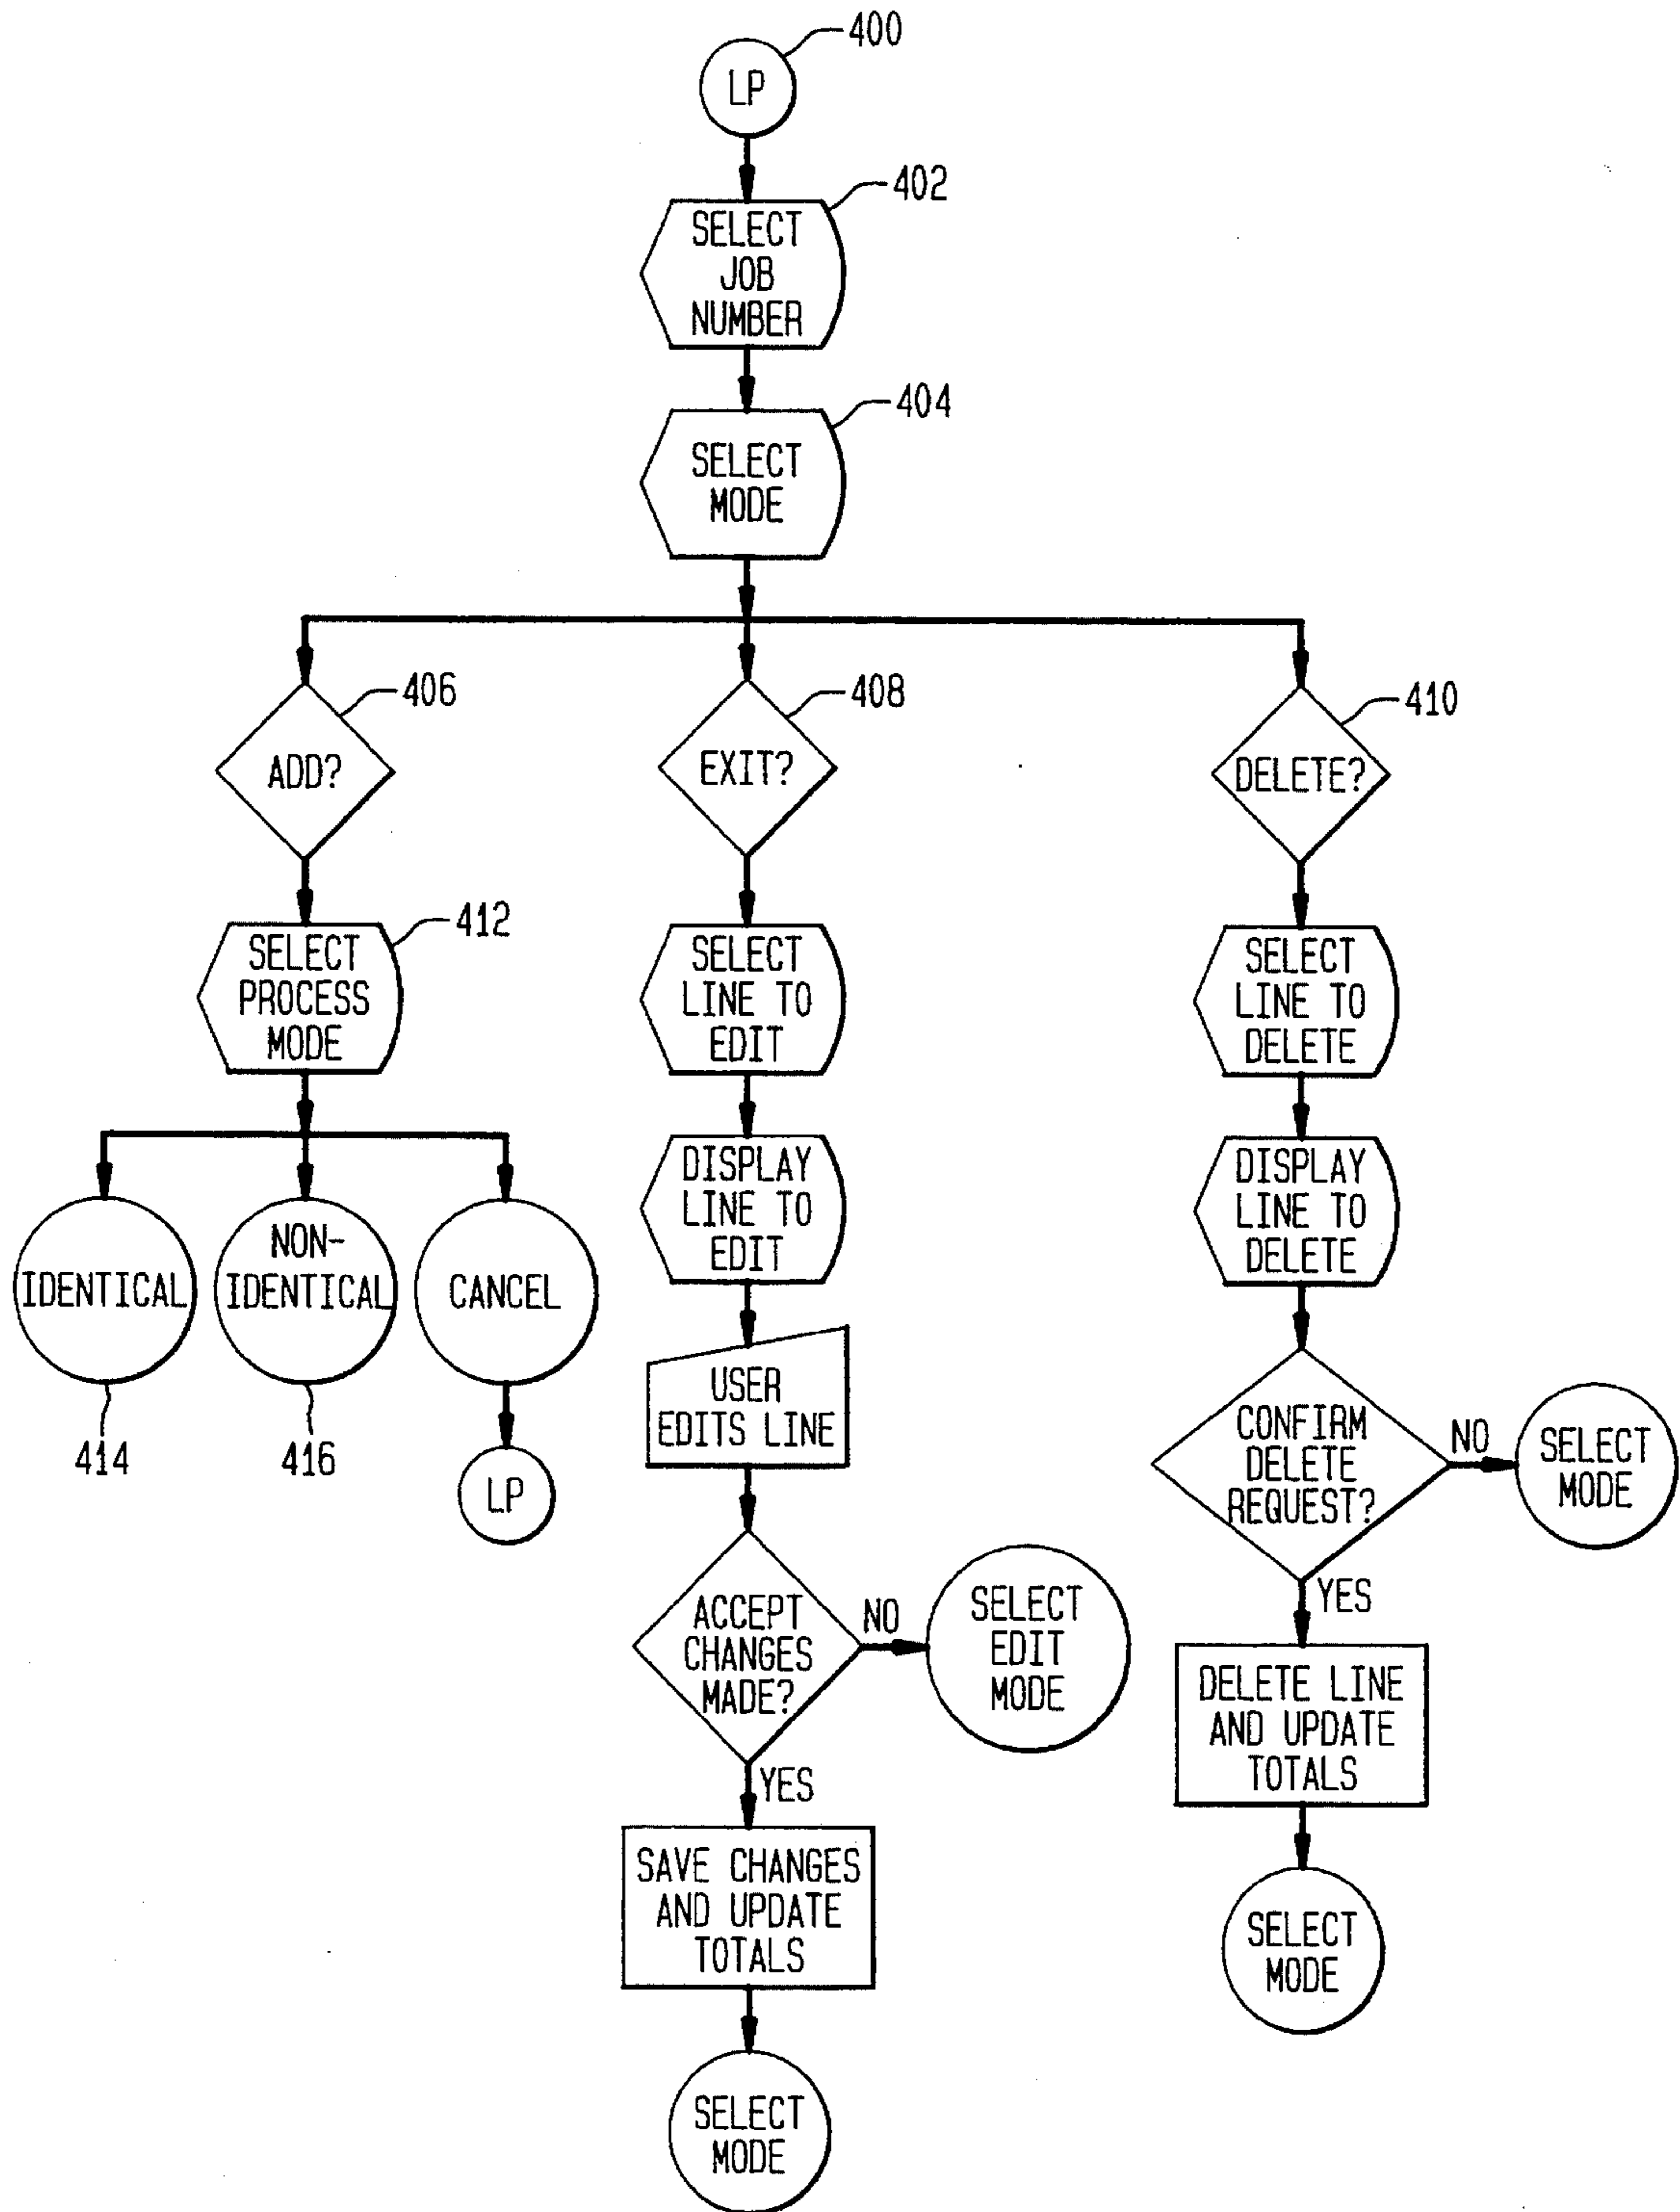 400
LP
402
SELECT
JOB
NUMBER
404
SELECT
MODE
406
ADD?
408
EXIT?
410
DELETE?
412
SELECT
PROCESS
MODE
SELECT
LINE TO
EDIT
SELECT
LINE TO
DELETE
IDENTICAL
414
NON-
IDENTICAL
416
CANCEL
LP
DISPLAY
LINE TO
EDIT
USER
EDITS LINE
ACCEPT
CHANGES
MADE?
NO
SELECT
EDIT
MODE
YES
SAVE CHANGES
AND UPDATE
TOTALS
SELECT
MODE
DISPLAY
LINE TO
DELETE
CONFIRM
DELETE
REQUEST?
NO
SELECT
MODE
YES
DELETE LINE
AND UPDATE
TOTALS
SELECT
MODE